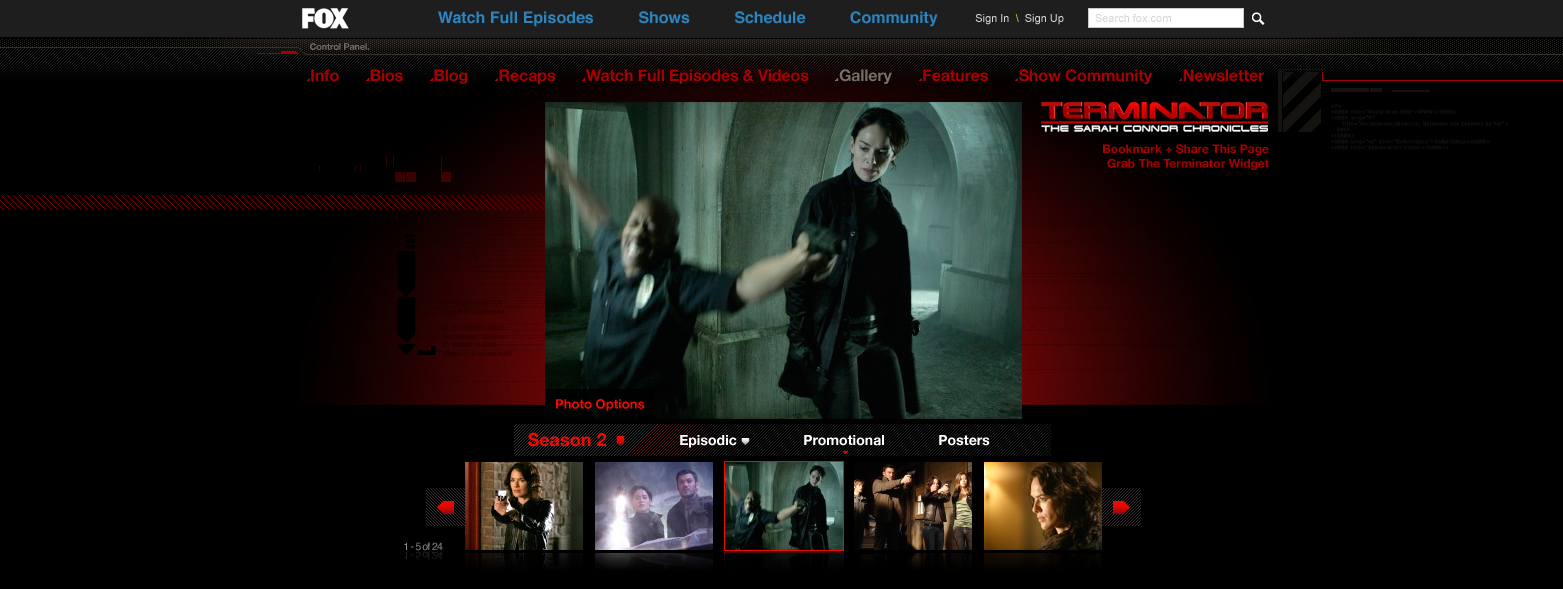 FOX
Watch Full Episodes
Shows
Schedule
Community
Sign In \ Sign Up
Search fox.com
Control Panel.
.Info
.Bios
.Blog
.Recaps
.Watch Full Episodes & Videos
.Gallery
.Features
.Show Community
.Newsletter
TERMINATOR
THE SARAH CONNOR CHRONICLES
Bookmark + Share This Page
Grab The Terminator Widget
Photo Options
Season 2
Episodic
Promotional
Posters
1 - 5 of 24